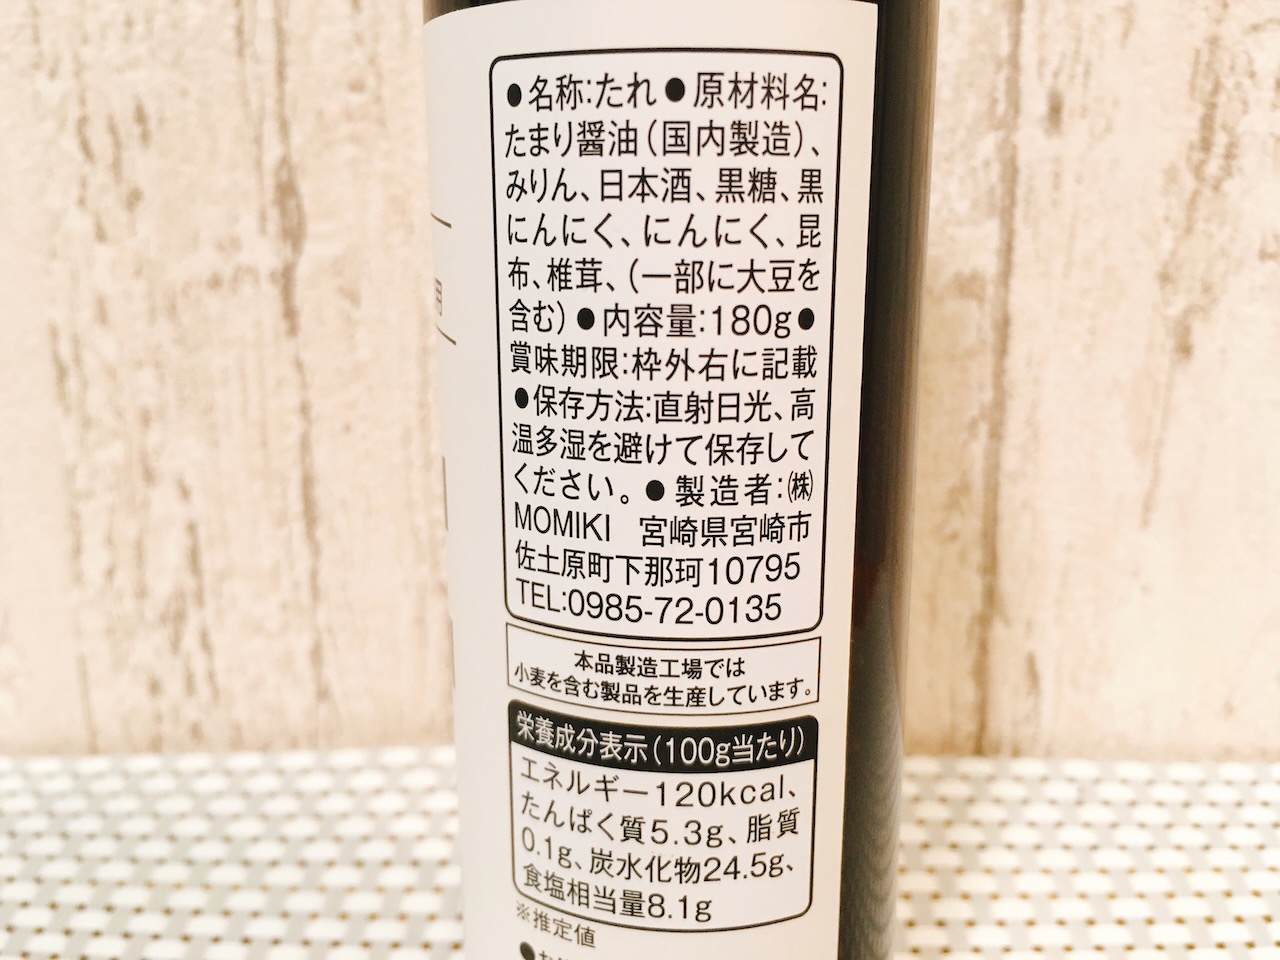 ●名称:たれ●原材料名:
たまり醤油(国内製造)、
みりん、日本酒、黒糖、黒
にんにく、にんにく、昆
布、椎茸、(一部に大豆を
含む)●内容量:180g●
賞味期限:枠外右に記載
●保存方法:直射日光、高
温多湿を避けて保存して
ください。●製造者:㈱
MOMIKI 宮崎県宮崎市
佐土原町下那珂10795
TEL:0985-72-0135
本品製造工場では
小麦を含む製品を生産しています。
栄養成分表示(100g当たり)
エネルギー120kcal、
たんぱく質5.3g、脂質
0.1g、炭水化物24.5g、
食塩相当量8.1g
※推定値
用